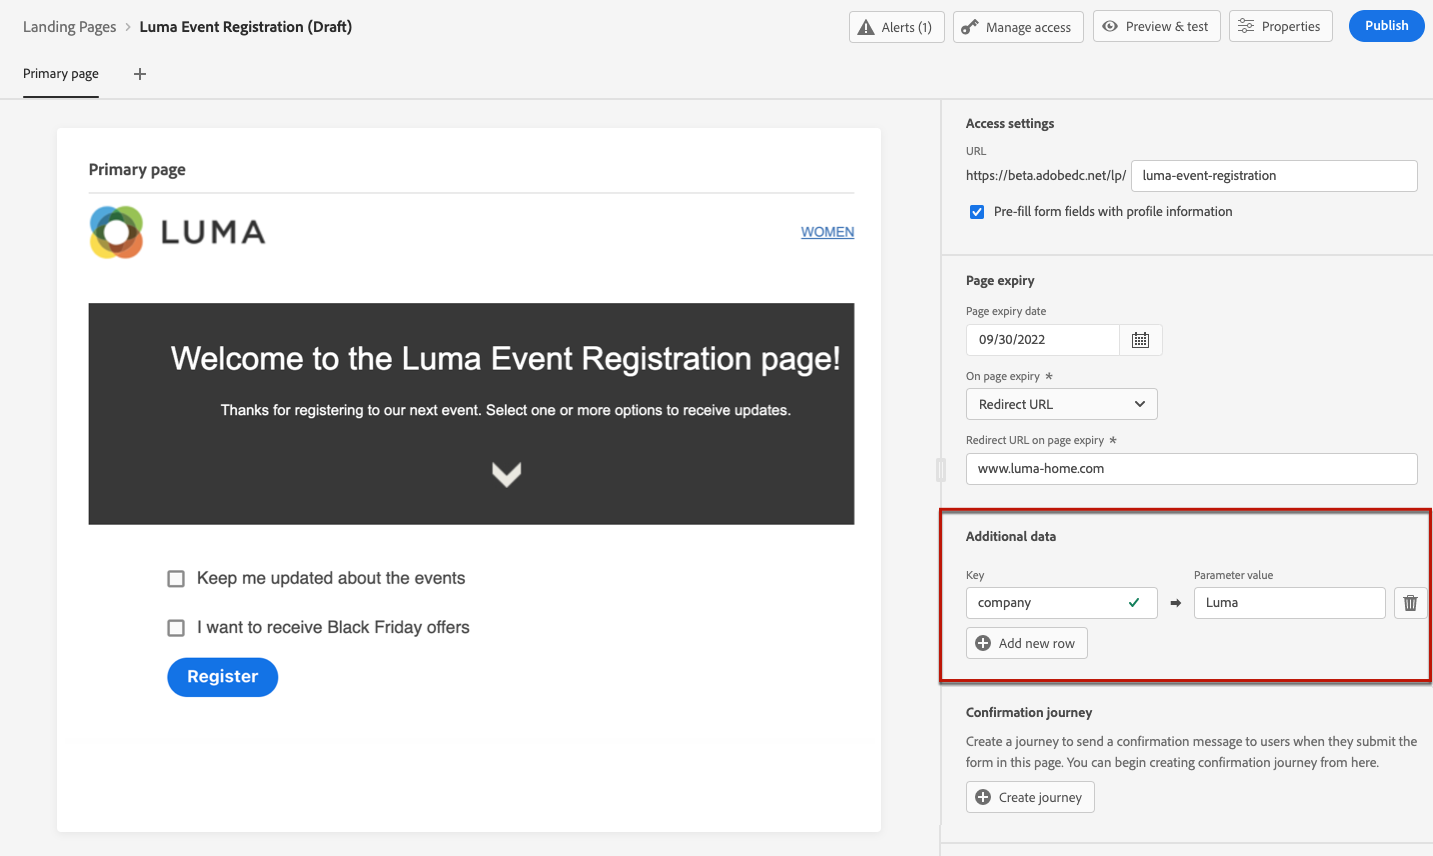 Landing Pages > Luma Event Registration (Draft)
Alerts (1)
Manage access
Preview & test
Properties
Publish
Primary page
Primary page
LUMA
WOMEN
Welcome to the Luma Event Registration page!
Thanks for registering to our next event. Select one or more options to receive updates.
Keep me updated about the events
I want to receive Black Friday offers
Register
Access settings
URL
https://beta.adobedc.net/lp/ luma-event-registration
Pre-fill form fields with profile information
Page expiry
Page expiry date
09/30/2022
On page expiry *
Redirect URL
Redirect URL on page expiry *
www.luma-home.com
Additional data
Key Parameter value
company Luma
Add new row
Confirmation journey
Create a journey to send a confirmation message to users when they submit the
form in this page. You can begin creating confirmation journey from here.
Create journey